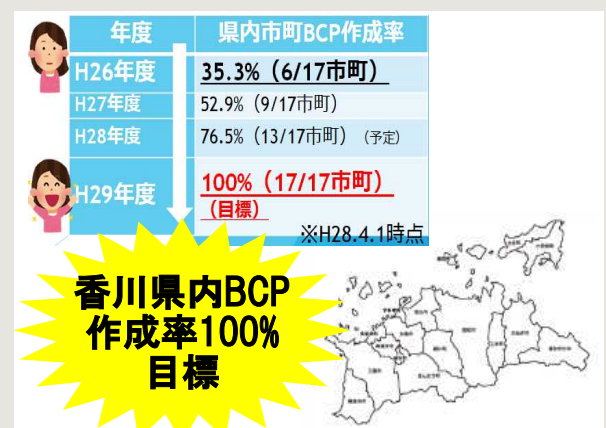 年度 県内市町BCP作成率
H26年度 35.3%（6/17市町）
H27年度 52.9%（9/17市町）
H28年度 76.5%（13/17市町）（予定）
H29年度 100%（17/17市町）
（目標）
※H28.4.1時点
香川県内BCP
作成率100%
目標